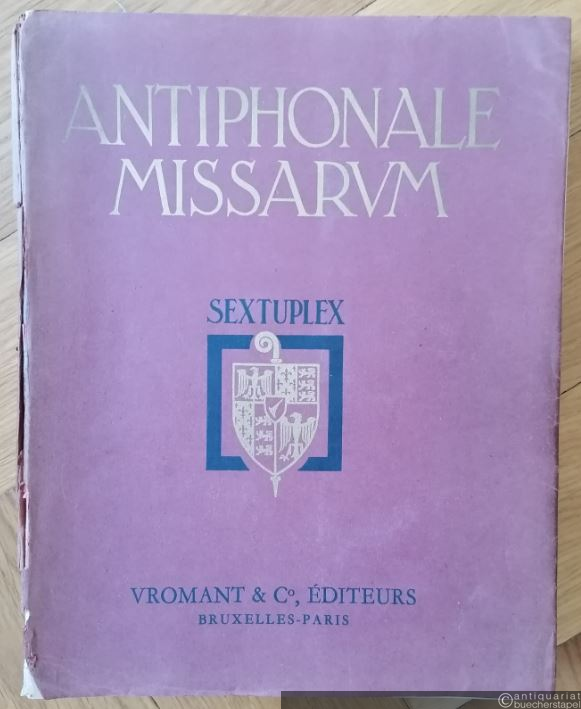 ANTIPHONALE
MISSARVM
SEXTUPLEX
VROMANT & Cº, ÉDITEURS
BRUXELLES-PARIS
antiquariat
buecherstapel